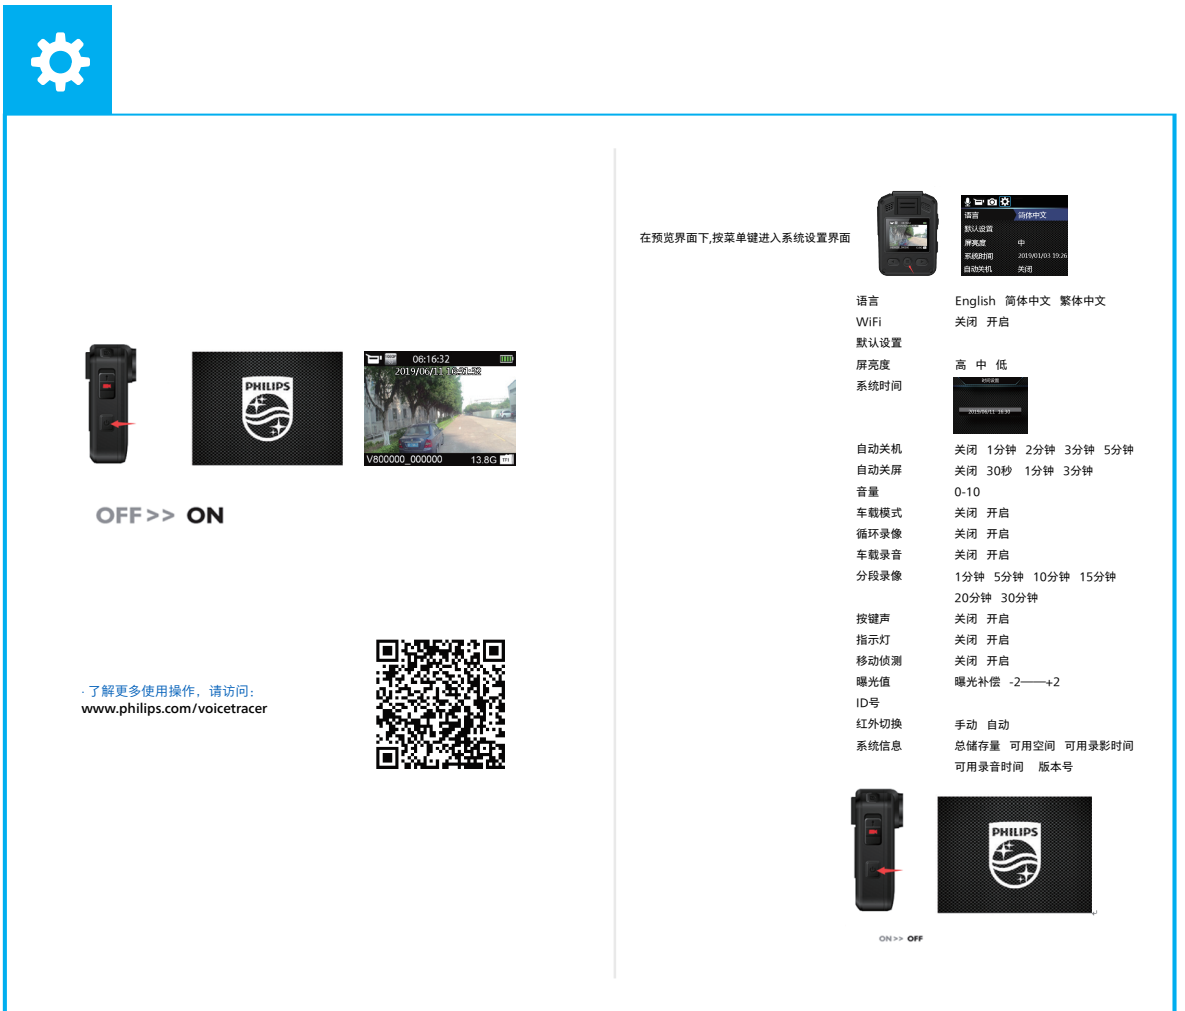 PHILIPS
06:16:32
2019/06/11 16:31:32
V800000_000000 13.8G
OFF>> ON
· 了解更多使用操作，请访问：
www.philips.com/voicetracer
在预览界面下,按菜单键进入系统设置界面
语言 简体中文
默认设置
屏亮度 中
系统时间 2019/01/03 19:26
自动关机 关闭
语言 English 简体中文 繁体中文
WiFi 关闭 开启
默认设置
屏亮度 高 中 低
系统时间
时间设置
2019/06/11 16:30
自动关机 关闭 1分钟 2分钟 3分钟 5分钟
自动关屏 关闭 30秒 1分钟 3分钟
音量 0-10
车载模式 关闭 开启
循环录像 关闭 开启
车载录音 关闭 开启
分段录像 1分钟 5分钟 10分钟 15分钟
20分钟 30分钟
按键声 关闭 开启
指示灯 关闭 开启
移动侦测 关闭 开启
曝光值 曝光补偿 -2——+2
ID号
红外切换 手动 自动
系统信息 总储存量 可用空间 可用录影时间
可用录音时间 版本号
PHILIPS
ON>> OFF